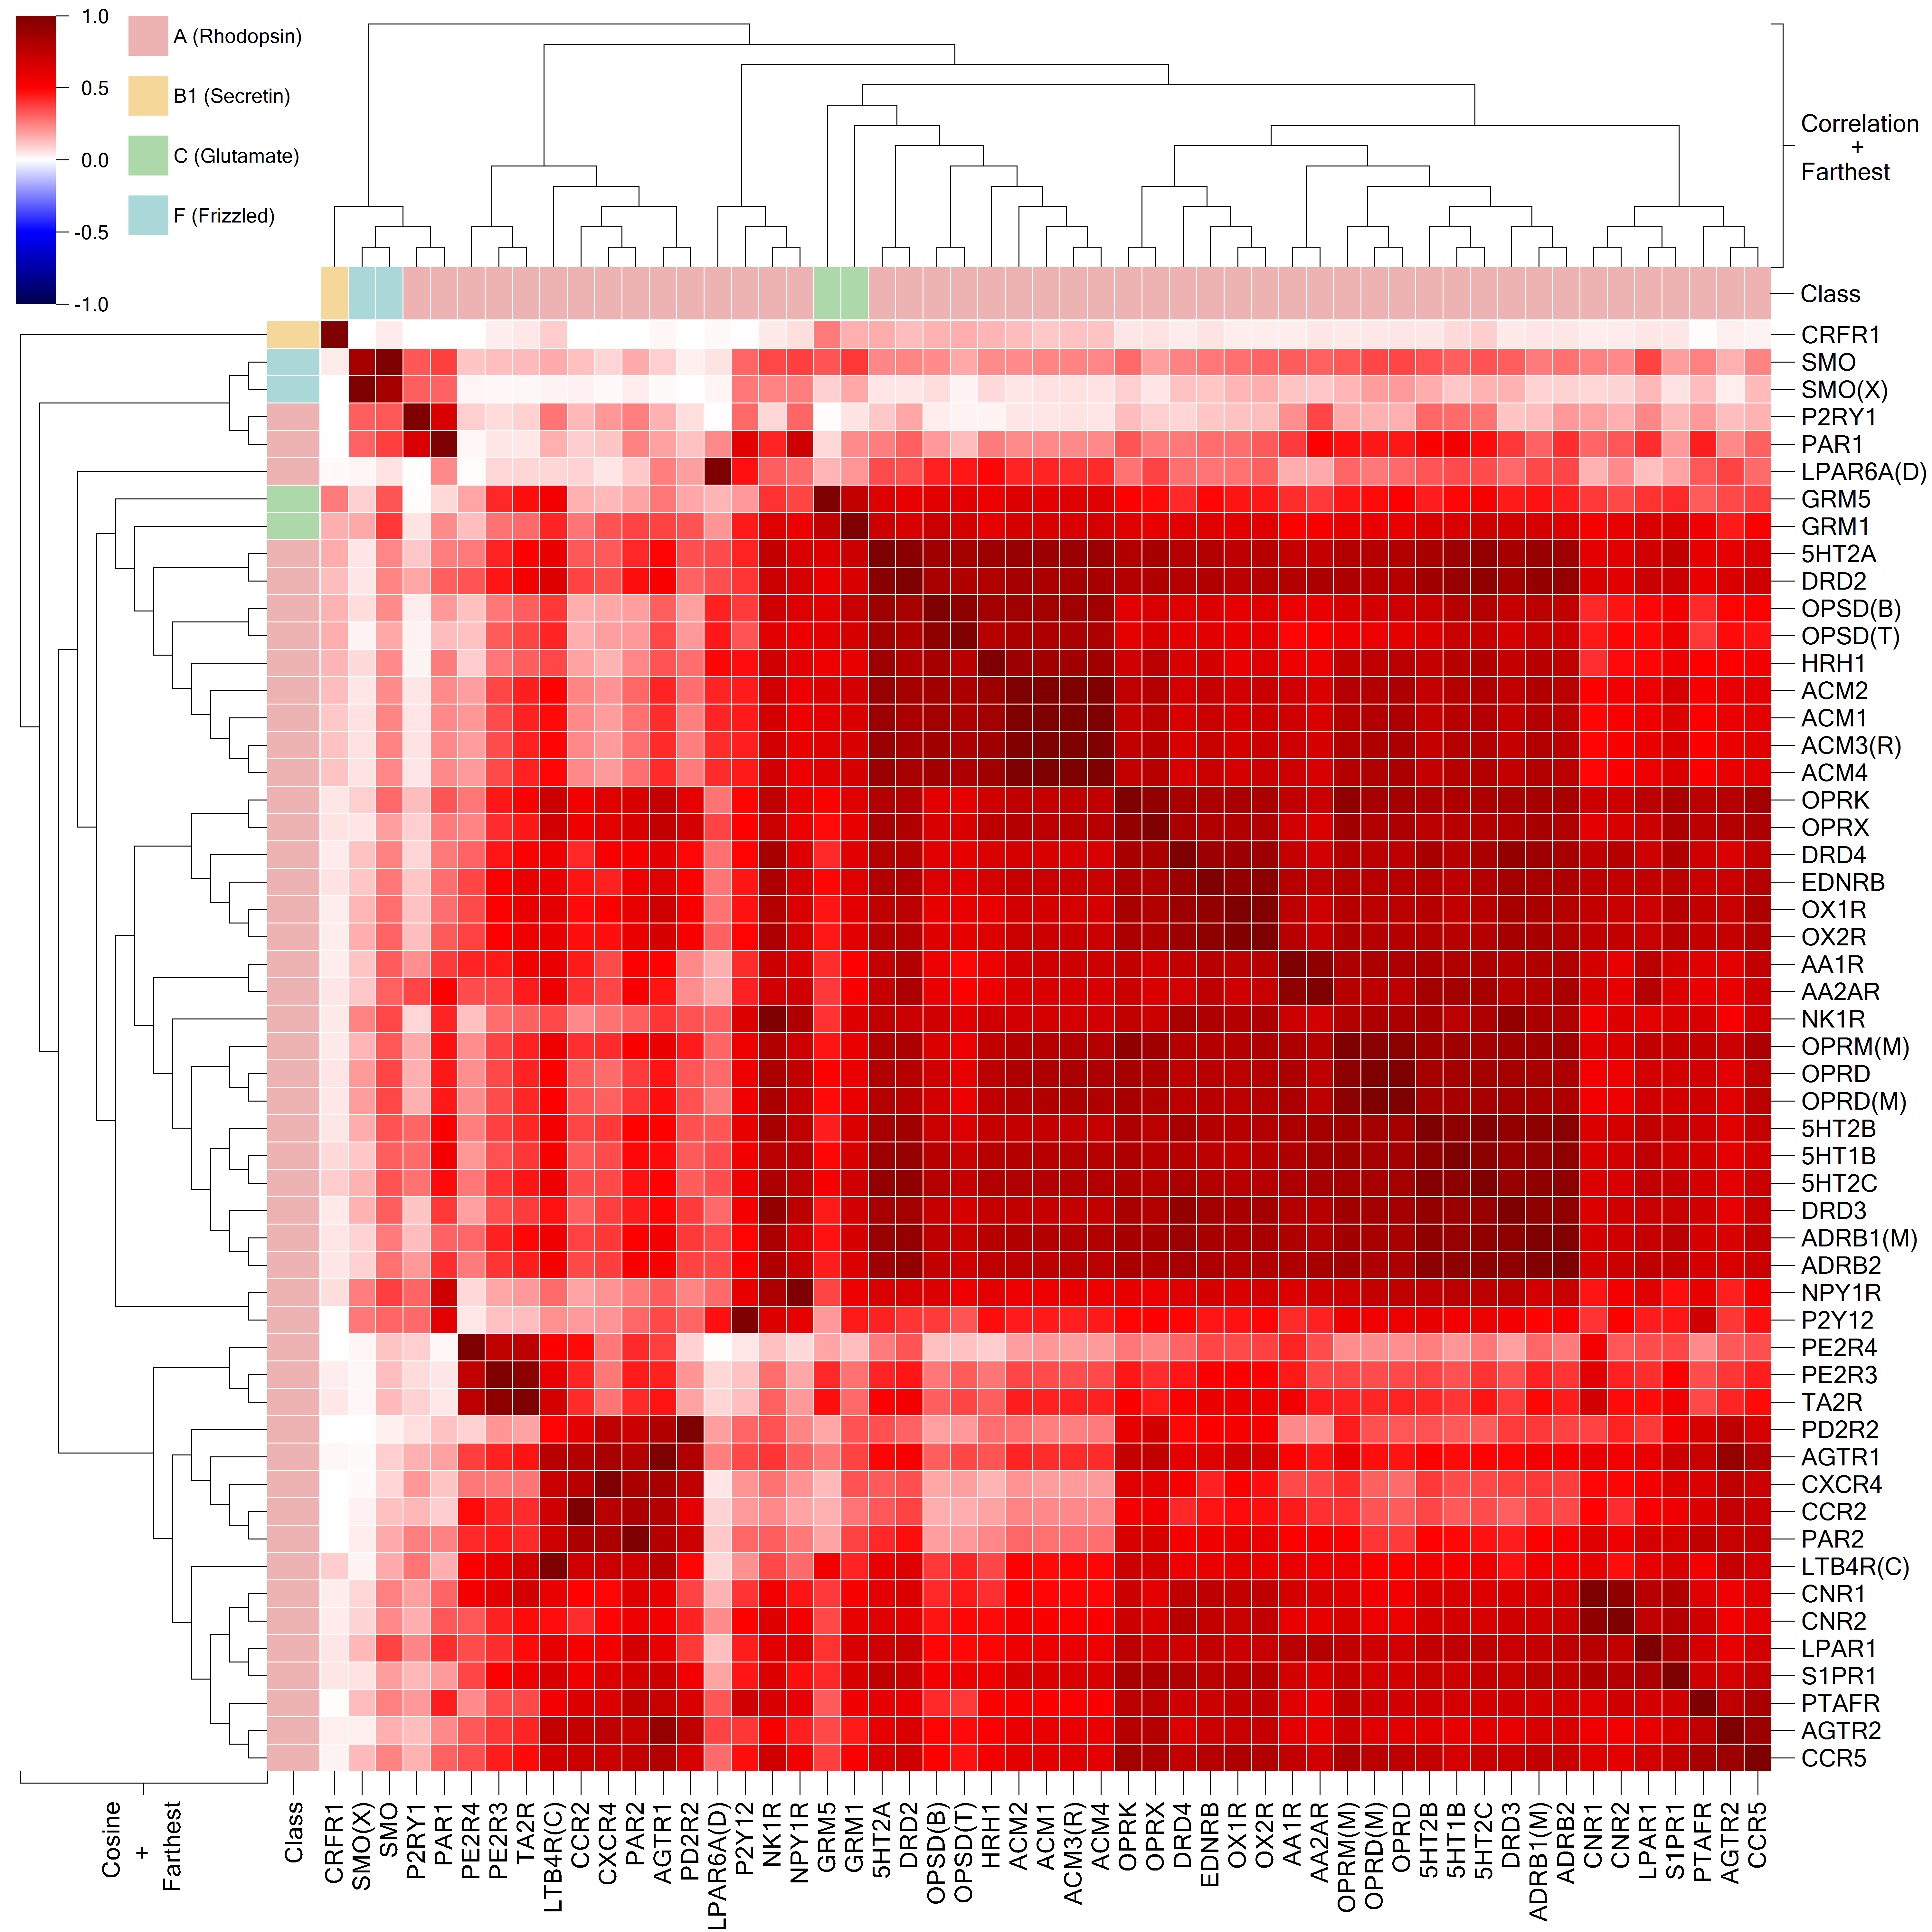 1.0
0.5
0.0
-0.5
-1.0
A (Rhodopsin)
B1 (Secretin)
C (Glutamate)
F (Frizzled)
Correlation
+
Farthest
Class
CRFR1
SMO
SMO(X)
P2RY1
PAR1
LPAR6A(D)
GRM5
GRM1
5HT2A
DRD2
OPSD(B)
OPSD(T)
HRH1
ACM2
ACM1
ACM3(R)
ACM4
OPRK
OPRX
DRD4
EDNRB
OX1R
OX2R
AA1R
AA2AR
NK1R
OPRM(M)
OPRD
OPRD(M)
5HT2B
5HT1B
5HT2C
DRD3
ADRB1(M)
ADRB2
NPY1R
P2Y12
PE2R4
PE2R3
TA2R
PD2R2
AGTR1
CXCR4
CCR2
PAR2
LTB4R(C)
CNR1
CNR2
LPAR1
S1PR1
PTAFR
AGTR2
CCR5
Cosine
+
Farthest
Class
CRFR1
SMO(X)
SMO
P2RY1
PAR1
PE2R4
PE2R3
TA2R
LTB4R(C)
CCR2
CXCR4
PAR2
AGTR1
PD2R2
LPAR6A(D)
P2Y12
NK1R
NPY1R
GRM5
GRM1
5HT2A
DRD2
OPSD(B)
OPSD(T)
HRH1
ACM2
ACM1
ACM3(R)
ACM4
OPRK
OPRX
DRD4
EDNRB
OX1R
OX2R
AA1R
AA2AR
OPRM(M)
OPRD(M)
OPRD
5HT2B
5HT1B
5HT2C
DRD3
ADRB1(M)
ADRB2
CNR1
CNR2
LPAR1
S1PR1
PTAFR
AGTR2
CCR5